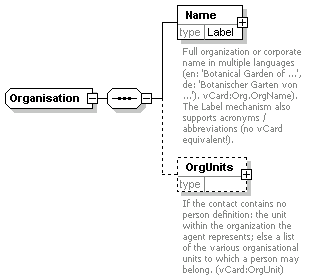 Name
type Label
Full organization or corporate
name in multiple languages
(en: 'Botanical Garden of ...',
de: 'Botanischer Garten von
...'). vCard:Org.OrgName).
The Label mechanism also
supports acronyms /
abbreviations (no vCard
equivalent!).
Organisation
OrgUnits
type
If the contact contains no
person definition: the unit
within the organization the
agent represents; else a list
of the various organisational
units to which a person may
belong. (vCard:OrgUnit)